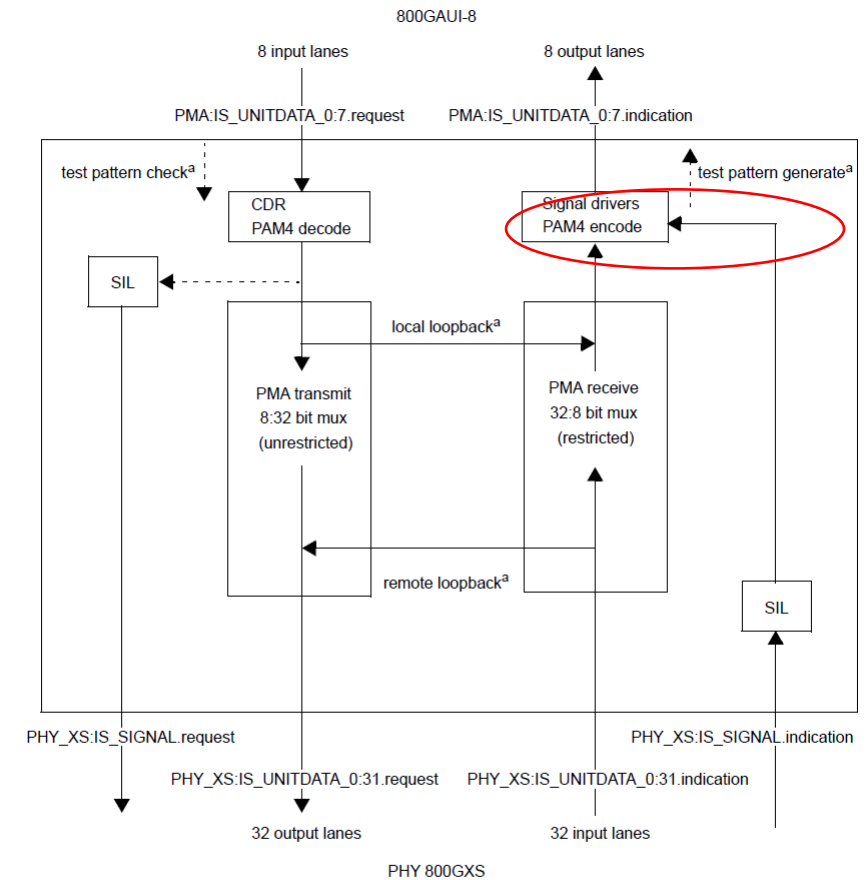 800GAUI-8
8 input lanes
8 output lanes
PMA:IS_UNITDATA_0:7.request
PMA:IS_UNITDATA_0:7.indication
test pattern checkᵃ
test pattern generateᵃ
CDR
PAM4 decode
Signal drivers
PAM4 encode
SIL
local loopbackᵃ
PMA transmit
8:32 bit mux
(unrestricted)
PMA receive
32:8 bit mux
(restricted)
remote loopbackᵃ
SIL
PHY_XS:IS_SIGNAL.request
PHY_XS:IS_SIGNAL.indication
PHY_XS:IS_UNITDATA_0:31.request
PHY_XS:IS_UNITDATA_0:31.indication
32 output lanes
32 input lanes
PHY 800GXS